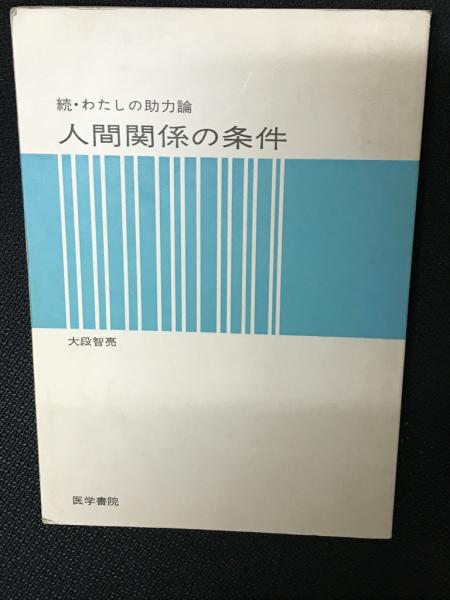 続・わたしの助力論
人間関係の条件
大段智亮
医学書院